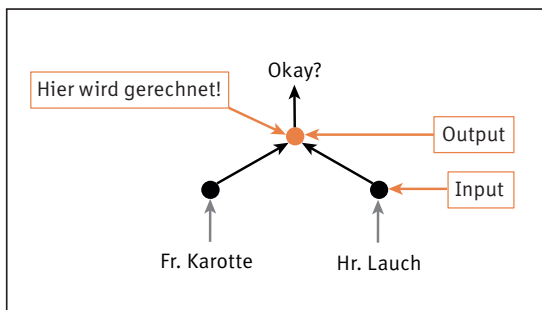 Okay?
Hier wird gerechnet!
Output
Input
Fr. Karotte
Hr. Lauch